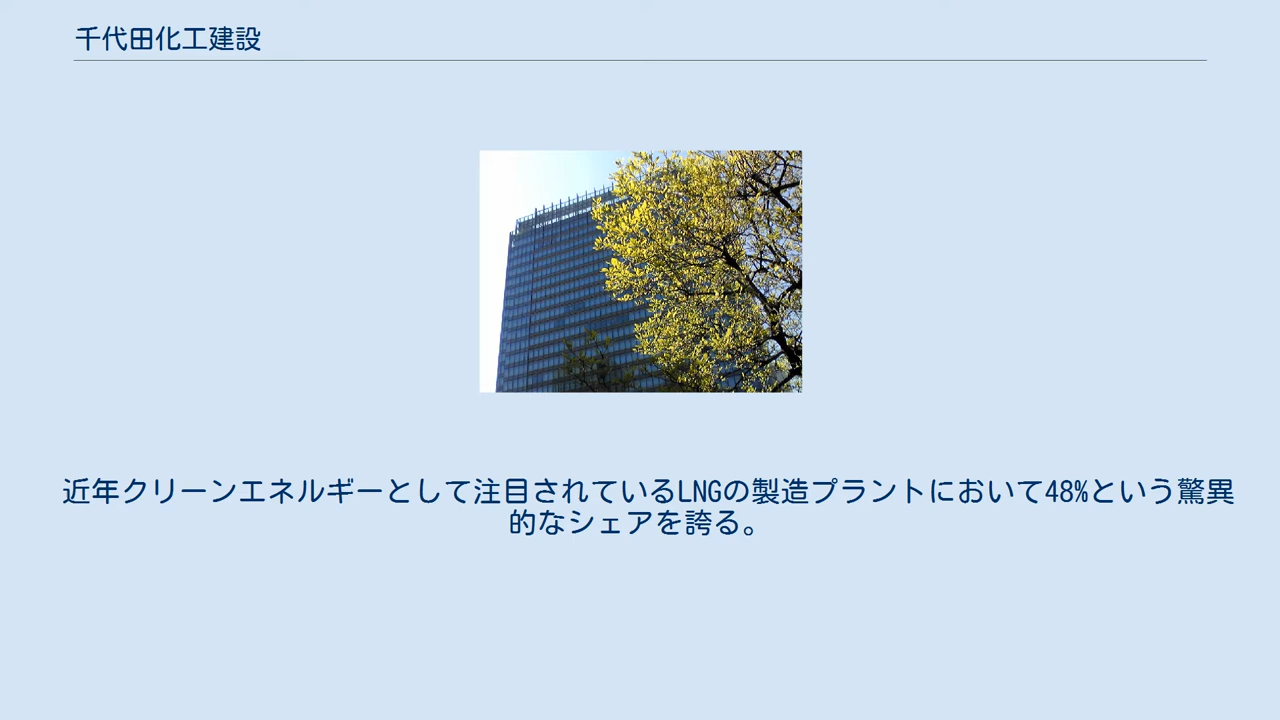 千代田化工建設
近年クリーンエネルギーとして注目されているLNGの製造プラントにおいて48%という驚異
的なシェアを誇る。